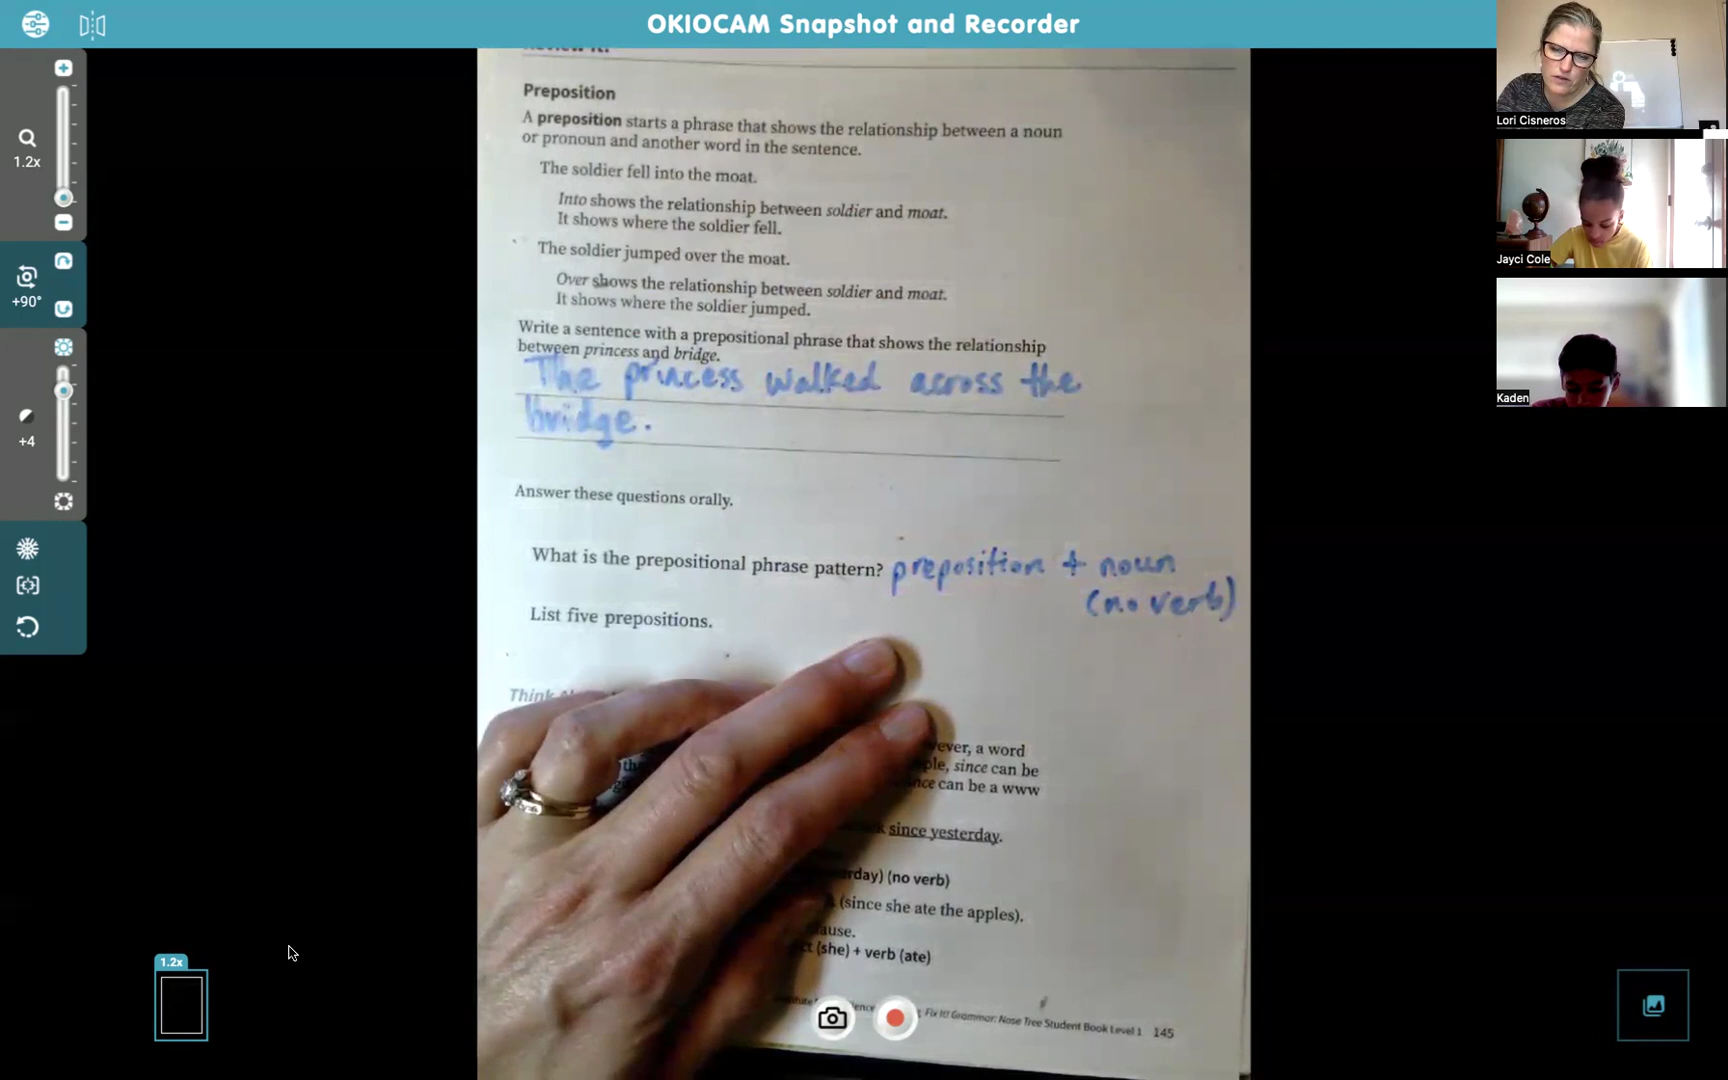 OKIOCAM Snapshot and Recorder
Preposition
A preposition starts a phrase that shows the relationship between a noun
or pronoun and another word in the sentence.
The soldier fell into the moat.
Into shows the relationship between soldier and moat.
It shows where the soldier fell.
The soldier jumped over the moat.
Over shows the relationship between soldier and moat.
It shows where the soldier jumped.
Write a sentence with a prepositional phrase that shows the relationship
between princess and bridge.
The princess walked across the
bridge.
Answer these questions orally.
What is the prepositional phrase pattern? preposition + noun
(no verb)
List five prepositions.
Think
a word
since can be
can be a www
since yesterday.
(no verb)
(since she ate the apples).
(she) + verb (ate)
Fix It! Grammar: Nose Tree Student Book Level 1 145
1.2x
+90°
+4
1.2x
Lori Cisneros
Jayci Cole
Kaden